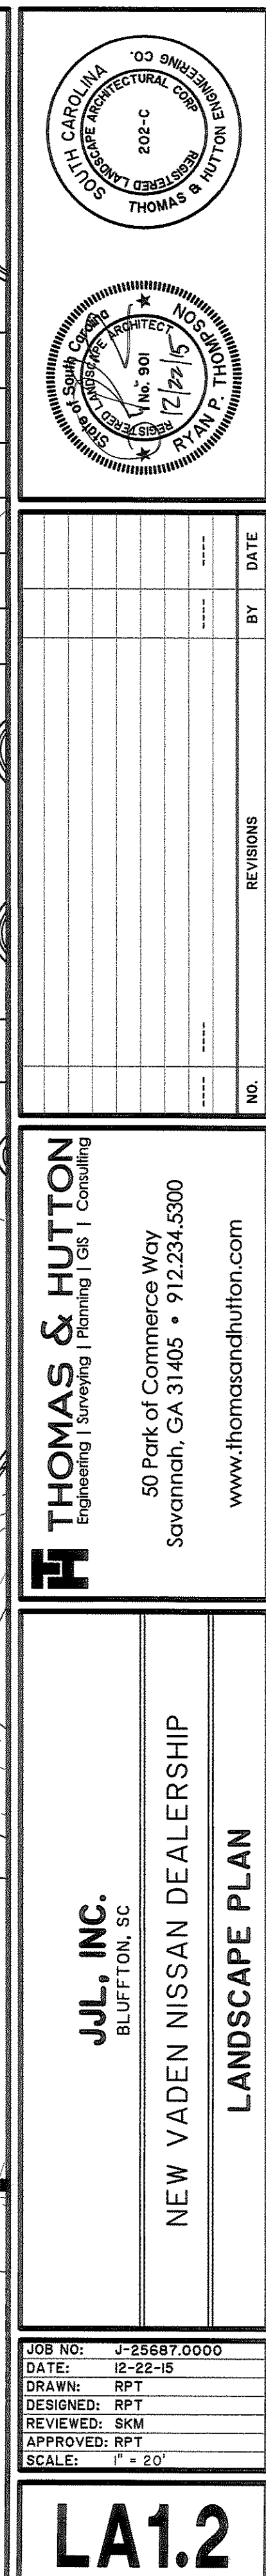 SOUTH CAROLINA
REGISTERED LANDSCAPE ARCHITECTURAL CORP
202-C
THOMAS & HUTTON ENGINEERING CO.
State of South Carolina
REGISTERED LANDSCAPE ARCHITECT
No. 901
12/22/15
RYAN P. THOMPSON
---- ---- ---- ----
NO. REVISIONS BY DATE
TH THOMAS & HUTTON
Engineering | Surveying | Planning | GIS | Consulting
50 Park of Commerce Way
Savannah, GA 31405 • 912.234.5300
www.thomasandhutton.com
JJL, INC.
BLUFFTON, SC
NEW VADEN NISSAN DEALERSHIP
LANDSCAPE PLAN
JOB NO: J-25687.0000
DATE: 12-22-15
DRAWN: RPT
DESIGNED: RPT
REVIEWED: SKM
APPROVED: RPT
SCALE: 1" = 20'
LA1.2